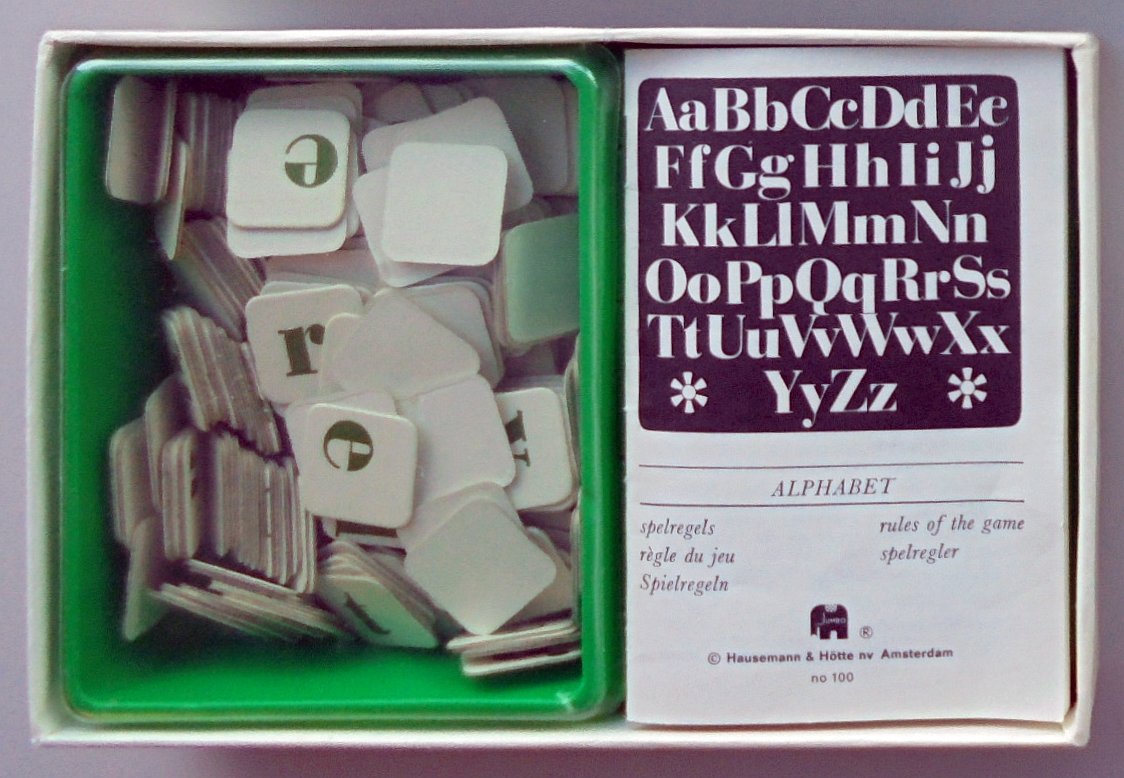 e
r
e
t
AaBbCcDdEe
FfGgHhIiJj
KkLlMmNn
OoPpQqRrSs
TtUuVvWwXx
YyZz
ALPHABET
spelregels
règle du jeu
Spielregeln
rules of the game
spelregler
JUMBO ®
© Hausemann & Hötte nv Amsterdam
no 100